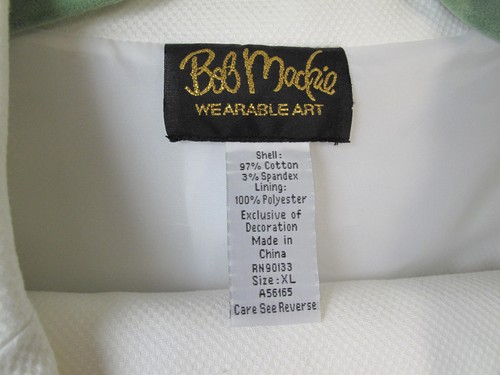 Bob Mackie
WEARABLE ART
Shell:
97% Cotton
3% Spandex
Lining:
100% Polyester
Exclusive of
Decoration
Made in
China
RN90133
Size: XL
A56165
Care See Reverse